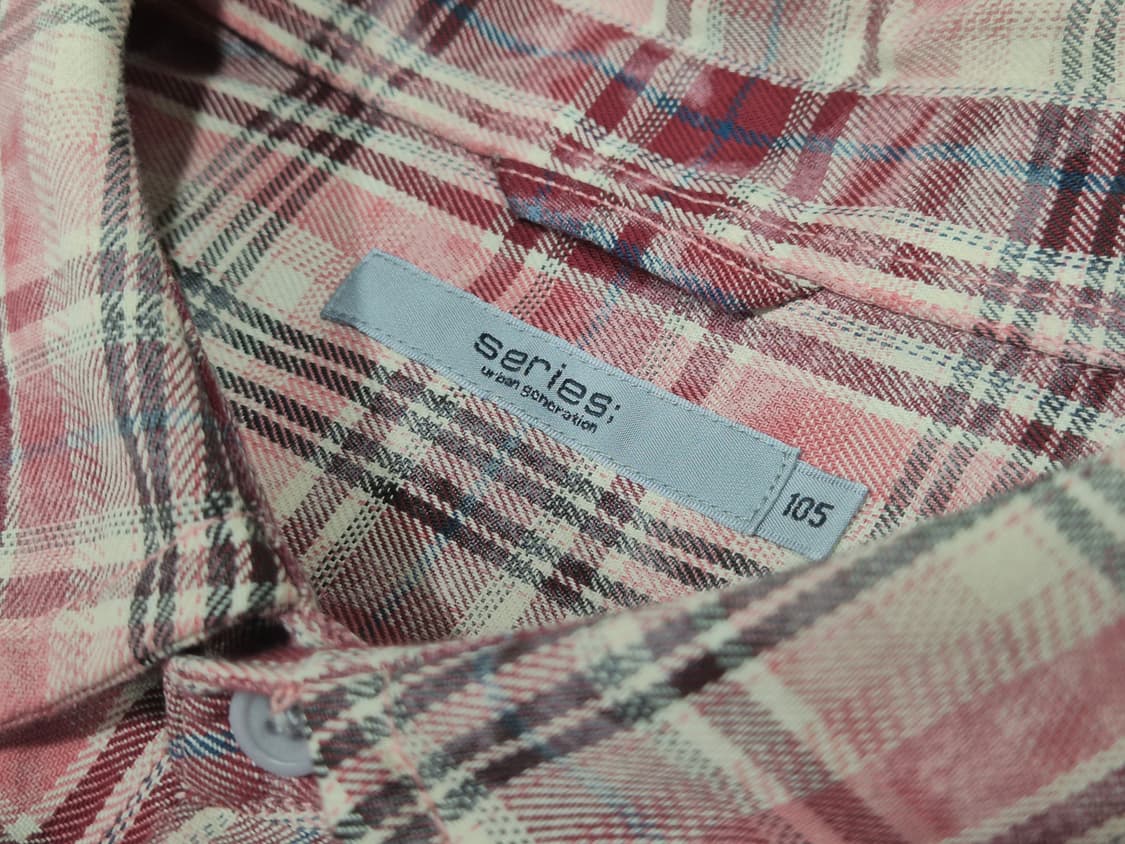 series;
urban generation
105